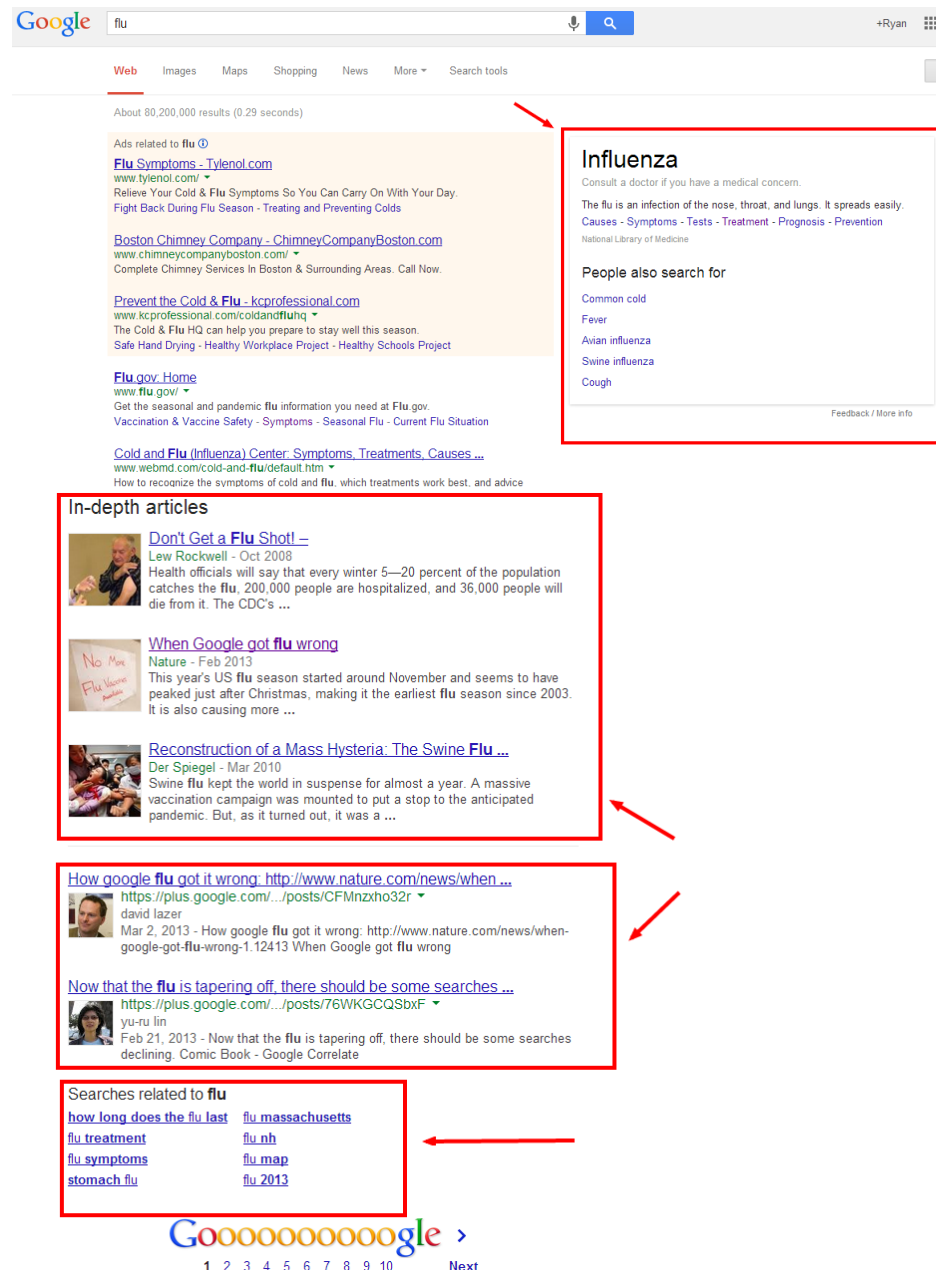 Google flu +Ryan
Web Images Maps Shopping News More Search tools
About 80,200,000 results (0.29 seconds)
Ads related to flu
Flu Symptoms - Tylenol.com
www.tylenol.com/
Relieve Your Cold & Flu Symptoms So You Can Carry On With Your Day.
Fight Back During Flu Season - Treating and Preventing Colds
Boston Chimney Company - ChimneyCompanyBoston.com
www.chimneycompanyboston.com/
Complete Chimney Services In Boston & Surrounding Areas. Call Now.
Prevent the Cold & Flu - kcprofessional.com
www.kcprofessional.com/coldandfluhq
The Cold & Flu HQ can help you prepare to stay well this season.
Safe Hand Drying - Healthy Workplace Project - Healthy Schools Project
Flu.gov: Home
www.flu.gov/
Get the seasonal and pandemic flu information you need at Flu.gov.
Vaccination & Vaccine Safety - Symptoms - Seasonal Flu - Current Flu Situation
Cold and Flu (Influenza) Center: Symptoms, Treatments, Causes ...
www.webmd.com/cold-and-flu/default.htm
How to recognize the symptoms of cold and flu, which treatments work best, and advice
Influenza
Consult a doctor if you have a medical concern.
The flu is an infection of the nose, throat, and lungs. It spreads easily.
Causes - Symptoms - Tests - Treatment - Prognosis - Prevention
National Library of Medicine
People also search for
Common cold
Fever
Avian influenza
Swine influenza
Cough
Feedback / More info
In-depth articles
Don't Get a Flu Shot! –
Lew Rockwell - Oct 2008
Health officials will say that every winter 5—20 percent of the population
catches the flu, 200,000 people are hospitalized, and 36,000 people will
die from it. The CDC's ...
No More
Flu Vaccines
When Google got flu wrong
Nature - Feb 2013
This year's US flu season started around November and seems to have
peaked just after Christmas, making it the earliest flu season since 2003.
It is also causing more ...
Reconstruction of a Mass Hysteria: The Swine Flu ...
Der Spiegel - Mar 2010
Swine flu kept the world in suspense for almost a year. A massive
vaccination campaign was mounted to put a stop to the anticipated
pandemic. But, as it turned out, it was a ...
How google flu got it wrong: http://www.nature.com/news/when ...
https://plus.google.com/.../posts/CFMnzxho32r
david lazer
Mar 2, 2013 - How google flu got it wrong: http://www.nature.com/news/when-
google-got-flu-wrong-1.12413 When Google got flu wrong
Now that the flu is tapering off, there should be some searches ...
https://plus.google.com/.../posts/76WKGCQSbxF
yu-ru lin
Feb 21, 2013 - Now that the flu is tapering off, there should be some searches
declining. Comic Book - Google Correlate
Searches related to flu
how long does the flu last flu massachusetts
flu treatment flu nh
flu symptoms flu map
stomach flu flu 2013
Goooooooooogle >
1 2 3 4 5 6 7 8 9 10 Next